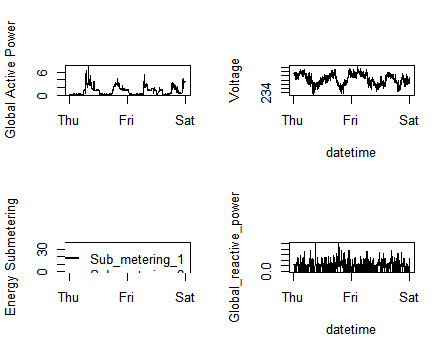 Global Active Power
6
0
Thu Fri Sat
Voltage
234
Thu Fri Sat
datetime
Energy Submetering
30
0
Sub_metering_1
Thu Fri Sat
Global_reactive_power
0.0
Thu Fri Sat
datetime